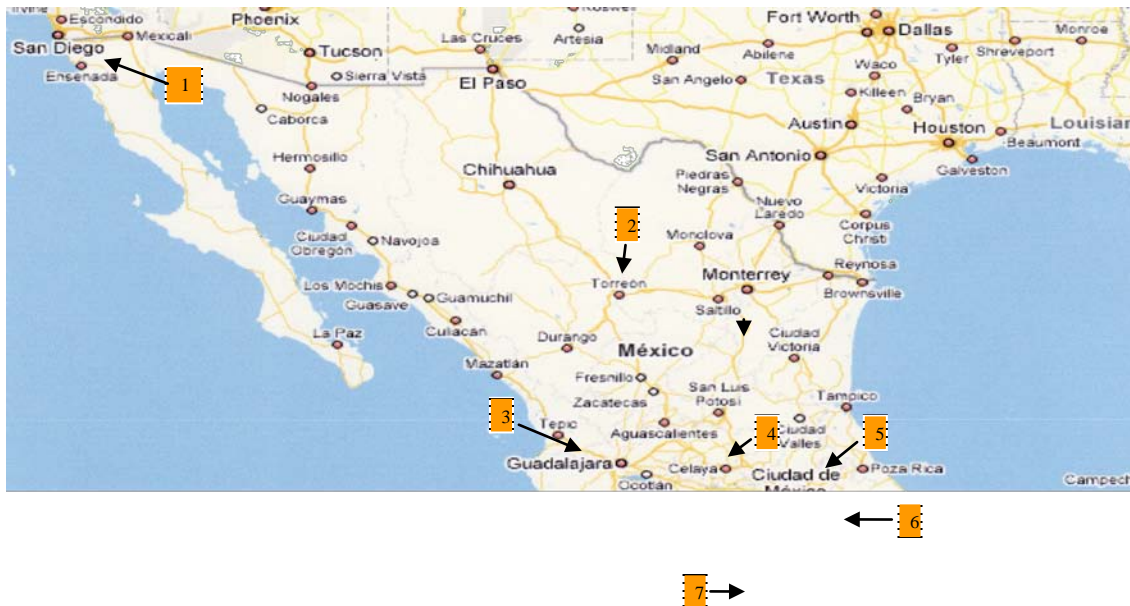 Escondido
Phoenix
Fort Worth
Dallas
Monroe
San Diego
Mexicali
Tucson
Las Cruces
Artesia
Midland
Abilene
Tyler
Shreveport
Ensenada
1
Sierra Vista
El Paso
San Angelo
Texas
Waco
Nogales
Killeen
Bryan
Caborca
Austin
Houston
Louisian
Beaumont
Hermosillo
Chihuahua
San Antonio
Galveston
Piedras
Negras
Victoria
Guaymas
Nuevo
Laredo
2
Corpus
Christi
Ciudad
Obregón
Navojoa
Monclova
Reynosa
Los Mochis
Torreón
Monterrey
Brownsville
Guasave
Guamuchil
Saltillo
Culiacán
La Paz
Durango
México
Ciudad
Victoria
Mazatlán
Fresnillo
San Luis
Potosí
Zacatecas
Tampico
3
Tepic
Aguascalientes
4
Ciudad
Valles
5
Guadalajara
Celaya
Ciudad de
México
Poza Rica
Ocotlán
Campech
6
7